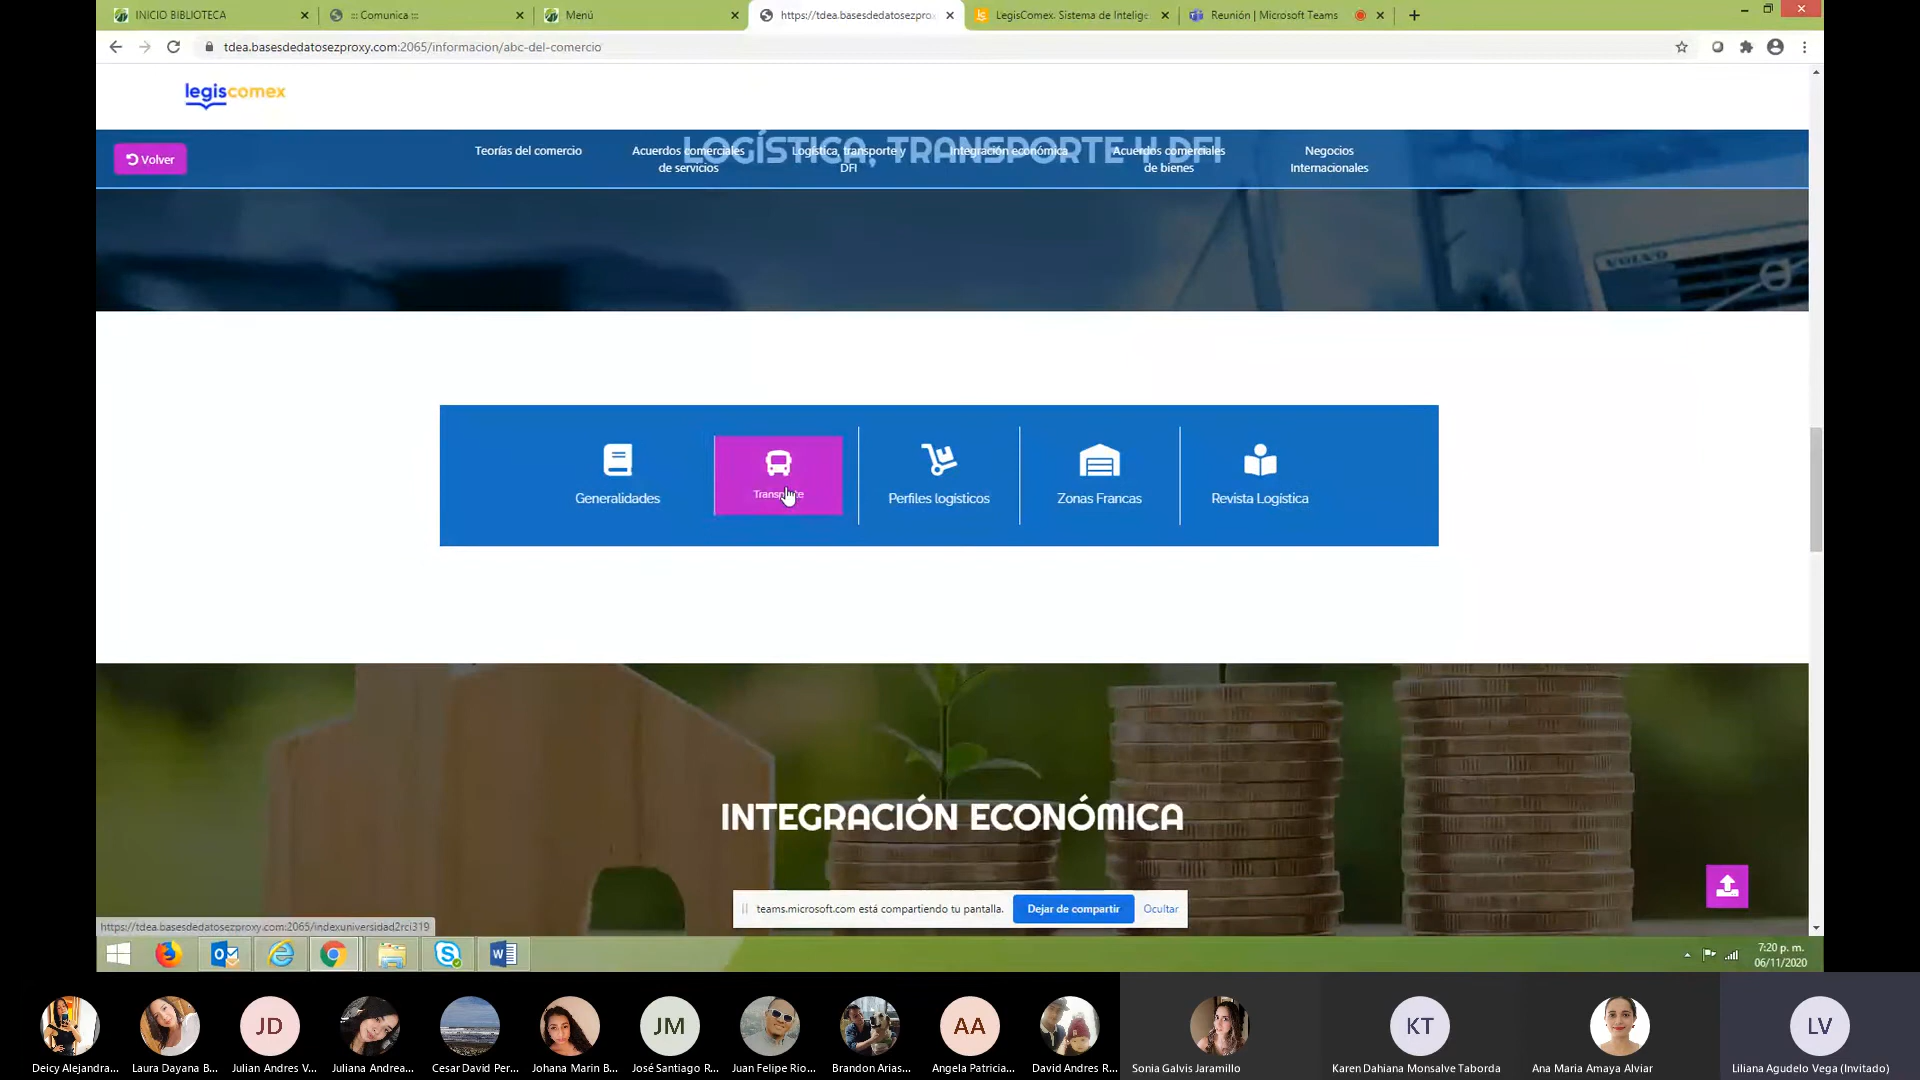 INICIO BIBLIOTECA
::: Comunica :::
Menú
https://tdea.basesdedatosezprox
LegisComex. Sistema de Intelige
Reunión | Microsoft Teams
tdea.basesdedatosezproxy.com:2065/informacion/abc-del-comercio
legiscomex
LOGÍSTICA, TRANSPORTE Y DFI
Volver
Teorías del comercio
Acuerdos comerciales
de servicios
Logística, transporte y
DFI
Integración económica
Acuerdos comerciales
de bienes
Negocios
Internacionales
VOLVO
Generalidades
Transporte
Perfiles logísticos
Zonas Francas
Revista Logística
INTEGRACIÓN ECONÓMICA
teams.microsoft.com está compartiendo tu pantalla.
Dejar de compartir
Ocultar
https://tdea.basesdedatosezproxy.com:2065/indexuniversidad2rci319
7:20 p. m.
06/11/2020
JD
JM
AA
KT
LV
Deicy Alejandra...
Laura Dayana B...
Julian Andres V...
Juliana Andrea...
Cesar David Per...
Johana Marin B...
José Santiago R...
Juan Felipe Rio...
Brandon Arias...
Angela Patricia...
David Andres R...
Sonia Galvis Jaramillo
Karen Dahiana Monsalve Taborda
Ana Maria Amaya Alviar
Liliana Agudelo Vega (Invitado)